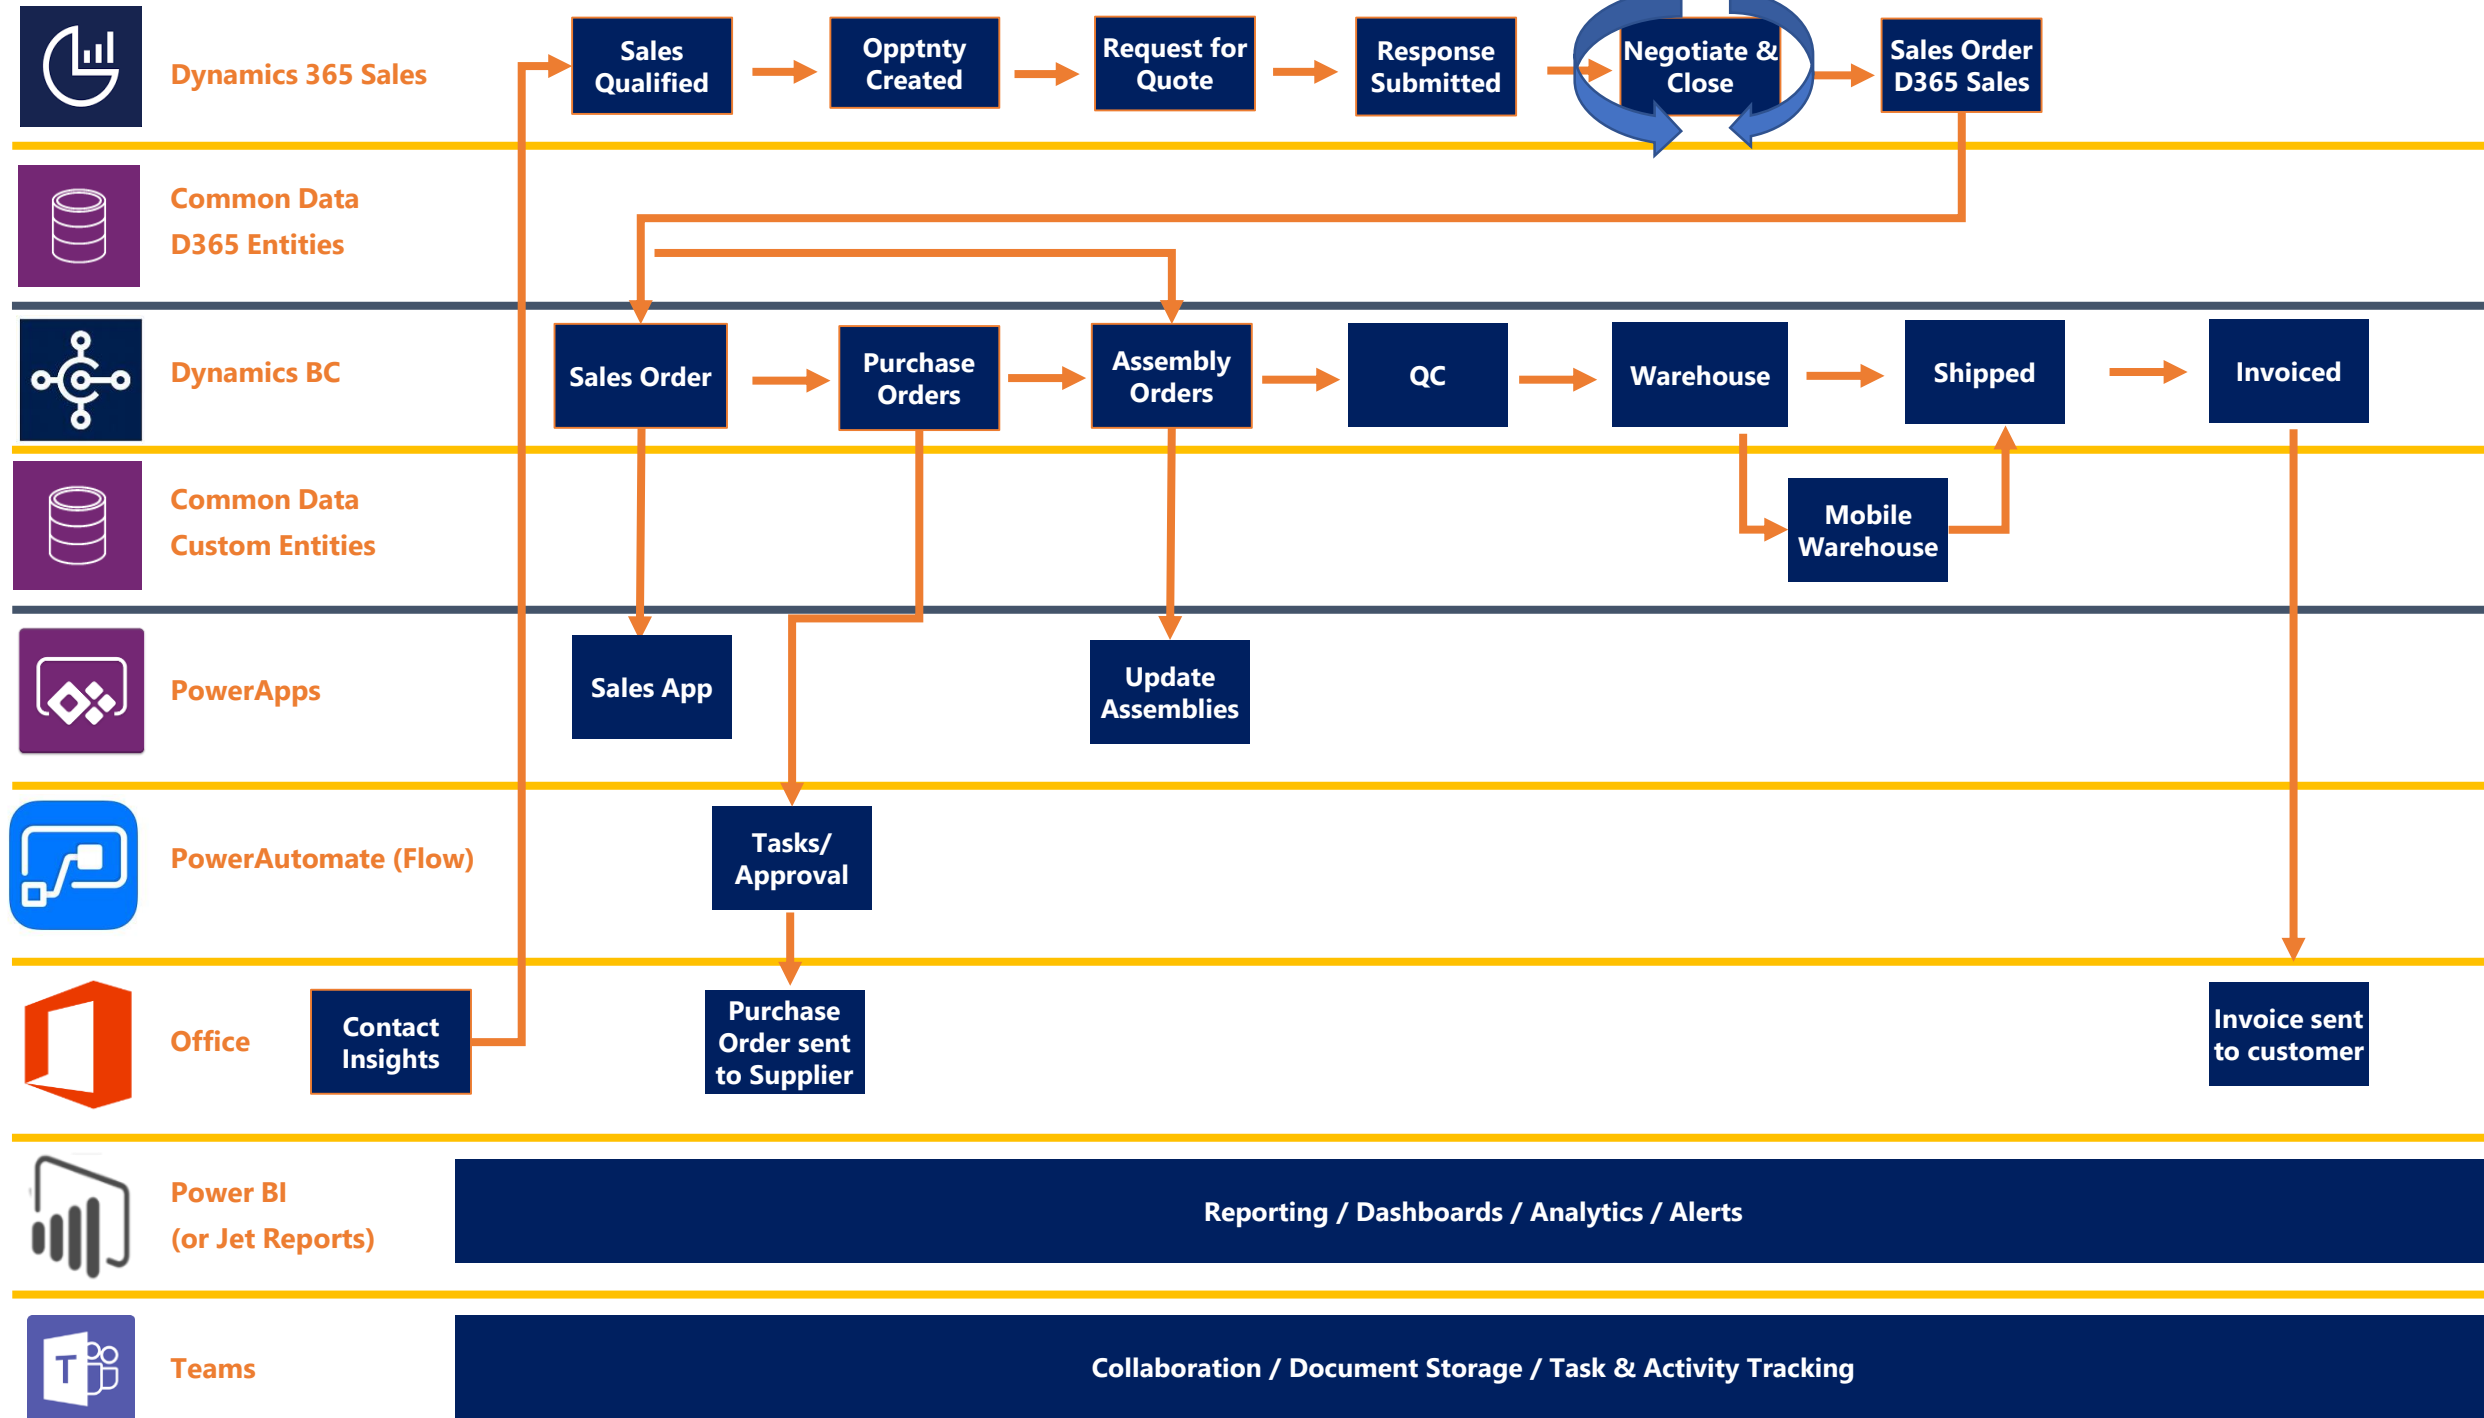 Dynamics 365 Sales
Sales
Qualified
Opptnty
Created
Request for
Quote
Response
Submitted
Negotiate &
Close
Sales Order
D365 Sales
Common Data
D365 Entities
Dynamics BC
Sales Order
Purchase
Orders
Assembly
Orders
QC
Warehouse
Shipped
Invoiced
Common Data
Custom Entities
Mobile
Warehouse
PowerApps
Sales App
Update
Assemblies
PowerAutomate (Flow)
Tasks/
Approval
Office
Contact
Insights
Purchase
Order sent
to Supplier
Invoice sent
to customer
Power BI
(or Jet Reports)
Reporting / Dashboards / Analytics / Alerts
T
Teams
Collaboration / Document Storage / Task & Activity Tracking